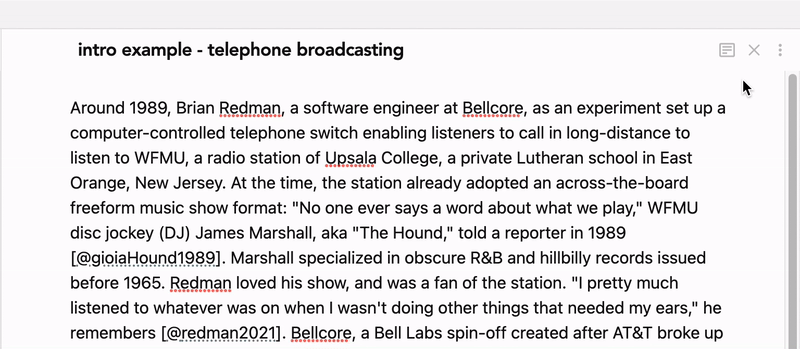 intro example - telephone broadcasting
Around 1989, Brian Redman, a software engineer at Bellcore, as an experiment set up a
computer-controlled telephone switch enabling listeners to call in long-distance to
listen to WFMU, a radio station of Upsala College, a private Lutheran school in East
Orange, New Jersey. At the time, the station already adopted an across-the-board
freeform music show format: "No one ever says a word about what we play," WFMU
disc jockey (DJ) James Marshall, aka "The Hound," told a reporter in 1989
[@gioiaHound1989]. Marshall specialized in obscure R&B and hillbilly records issued
before 1965. Redman loved his show, and was a fan of the station. "I pretty much
listened to whatever was on when I wasn't doing other things that needed my ears," he
remembers [@redman2021]. Bellcore, a Bell Labs spin-off created after AT&T broke up